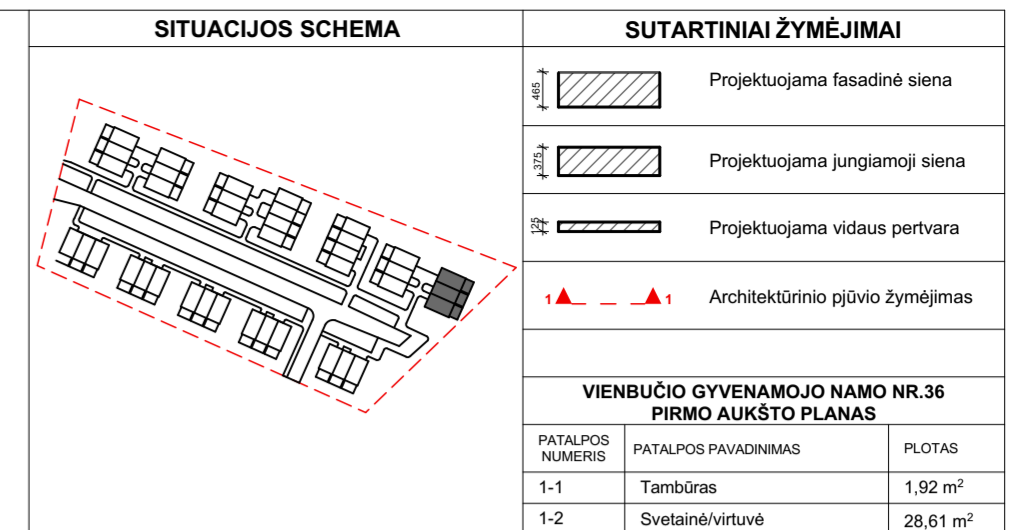 SITUACIJOS SCHEMA
SUTARTINIAI ŽYMĖJIMAI
465
Projektuojama fasadinė siena
375
Projektuojama jungiamoji siena
125
Projektuojama vidaus pertvara
1 1
Architektūrinio pjūvio žymėjimas
VIENBUČIO GYVENAMOJO NAMO NR.36
PIRMO AUKŠTO PLANAS
PATALPOS NUMERIS
PATALPOS PAVADINIMAS
PLOTAS
1-1 Tambūras 1,92 m²
1-2 Svetainė/virtuvė 28,61 m²